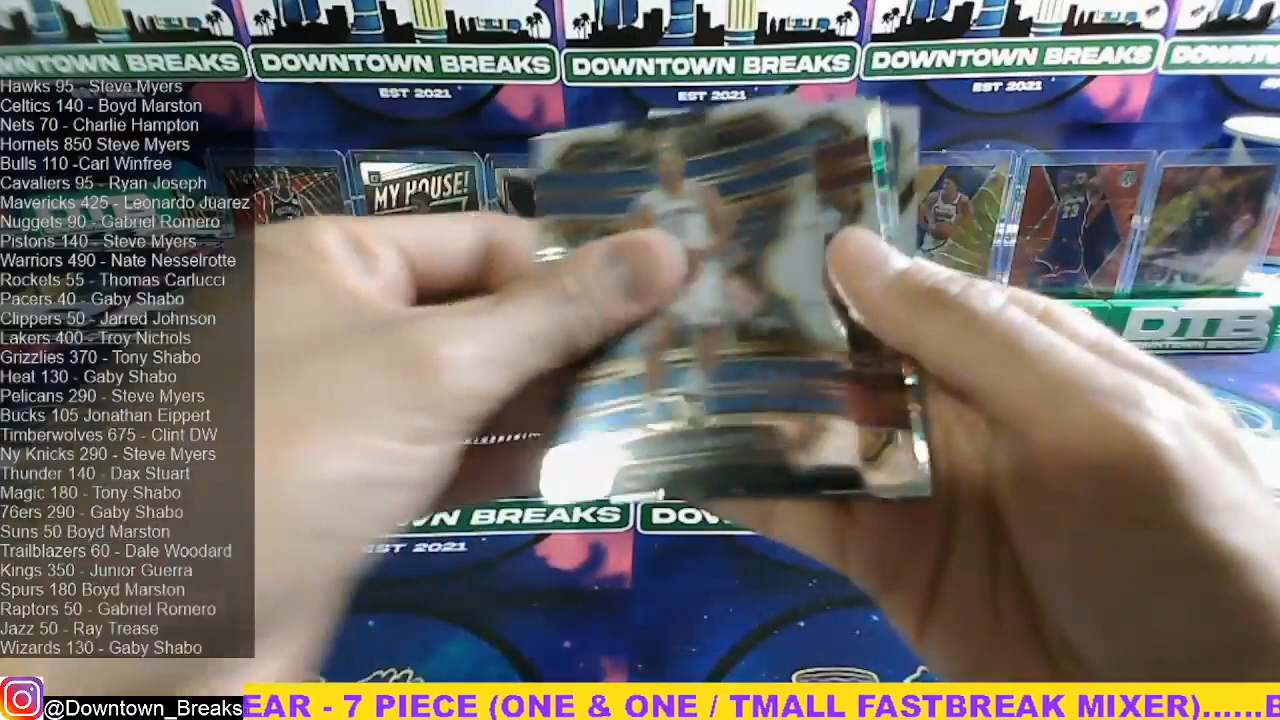 NTOWN BREAKS
DOWNTOWN BREAKS
DOWNTOWN BREAKS
DOWNTOWN BREAKS
DOWNTOWN
EST 2021
EST 2021
EST 2021
Hawks 95 - Steve Myers
Celtics 140 - Boyd Marston
Nets 70 - Charlie Hampton
Hornets 850 Steve Myers
Bulls 110 -Carl Winfree
Cavaliers 95 - Ryan Joseph
Mavericks 425 - Leonardo Juarez
Nuggets 90 - Gabriel Romero
Pistons 140 - Steve Myers
Warriors 490 - Nate Nesselrotte
Rockets 55 - Thomas Carlucci
Pacers 40 - Gaby Shabo
Clippers 50 - Jarred Johnson
Lakers 400 - Troy Nichols
Grizzlies 370 - Tony Shabo
Heat 130 - Gaby Shabo
Pelicans 290 - Steve Myers
Bucks 105 Jonathan Eippert
Timberwolves 675 - Clint DW
Ny Knicks 290 - Steve Myers
Thunder 140 - Dax Stuart
Magic 180 - Tony Shabo
76ers 290 - Gaby Shabo
Suns 50 Boyd Marston
Trailblazers 60 - Dale Woodard
Kings 350 - Junior Guerra
Spurs 180 Boyd Marston
Raptors 50 - Gabriel Romero
Jazz 50 - Ray Trease
Wizards 130 - Gaby Shabo
MY HOUSE!
23
DTB
WN BREAKS
DOW
EST 2021
@Downtown_Breaks
EAR - 7 PIECE (ONE & ONE / TMALL FASTBREAK MIXER)......E